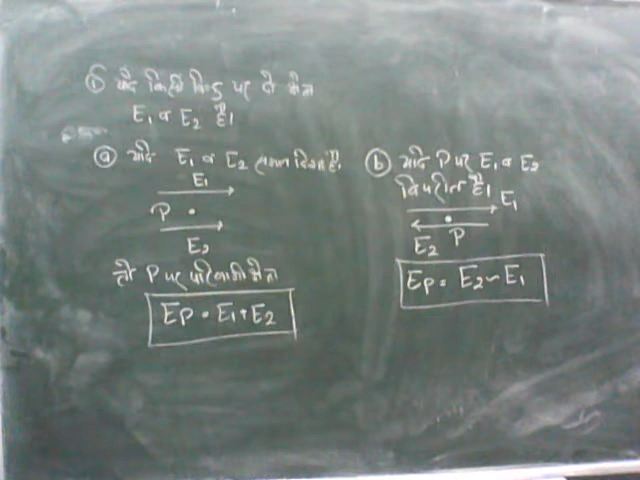 ① यदि किसी बिन्दु पर दो क्षेत्र
E₁ व E₂ हैं।
ⓐ यदि E₁ व E₂ समान दिशा में
E₁
P
E₂
तो P पर परिणामी क्षेत्र
Ep = E₁ + E₂
ⓑ यदि P पर E₁ व E₂
विपरीत हैं।
E₁
P
E₂
Ep = E₂ ~ E₁